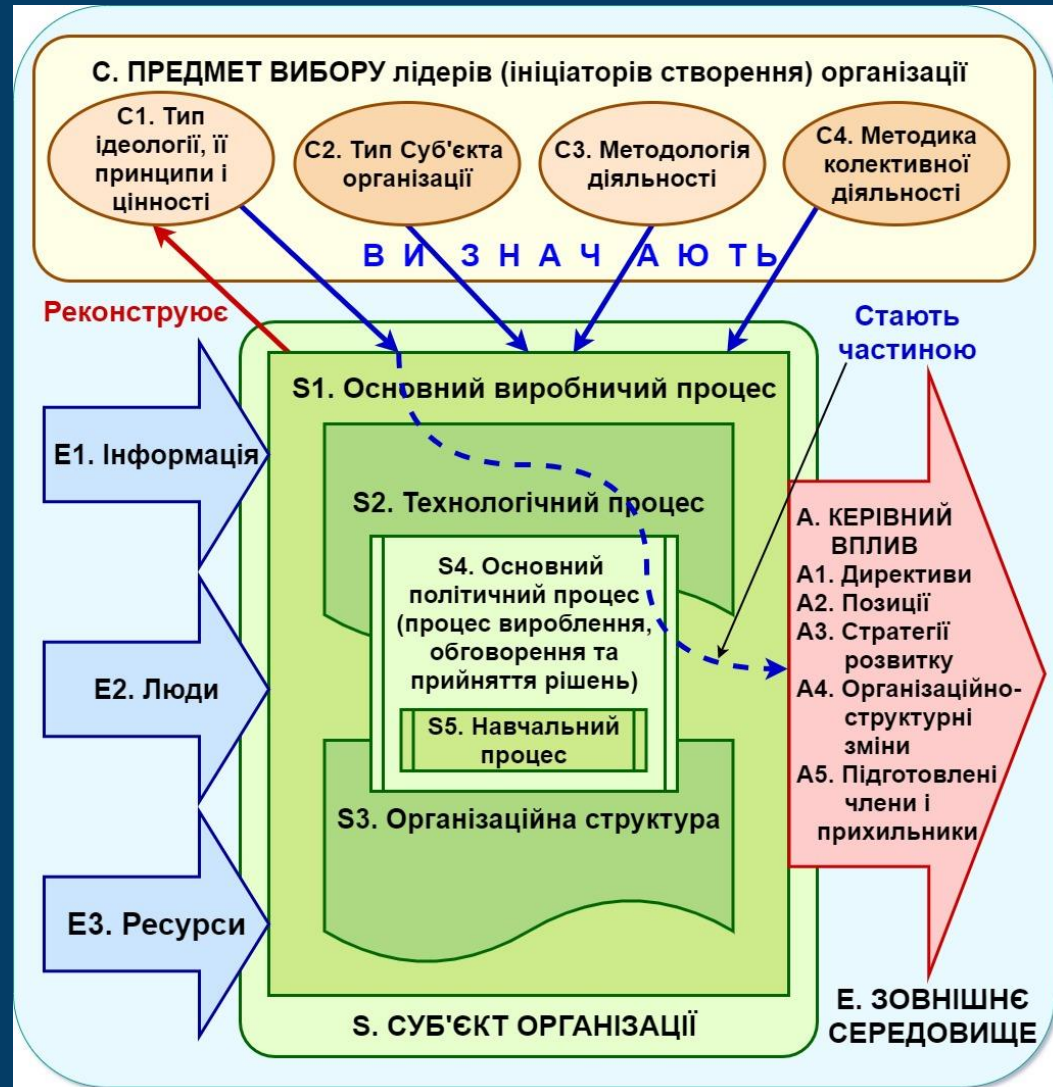 С. ПРЕДМЕТ ВИБОРУ лідерів (ініціаторів створення) організації
С1. Тип
ідеології, її
принципи і
цінності
С2. Тип Суб'єкта
організації
С3. Методологія
діяльності
С4. Методика
колективної
діяльності
В И З Н А Ч А Ю Т Ь
Реконструює
Стають
частиною
S1. Основний виробничий процес
E1. Інформація
S2. Технологічний процес
S4. Основний
політичний процес
(процес вироблення,
обговорення та
прийняття рішень)
E2. Люди
S5. Навчальний
процес
S3. Організаційна структура
E3. Ресурси
А. КЕРІВНИЙ
ВПЛИВ
А1. Директиви
А2. Позиції
А3. Стратегії
розвитку
А4. Організаційно-
структурні
зміни
А5. Підготовлені
члени і
прихильники
S. СУБ'ЄКТ ОРГАНІЗАЦІЇ
E. ЗОВНІШНЄ
СЕРЕДОВИЩЕ